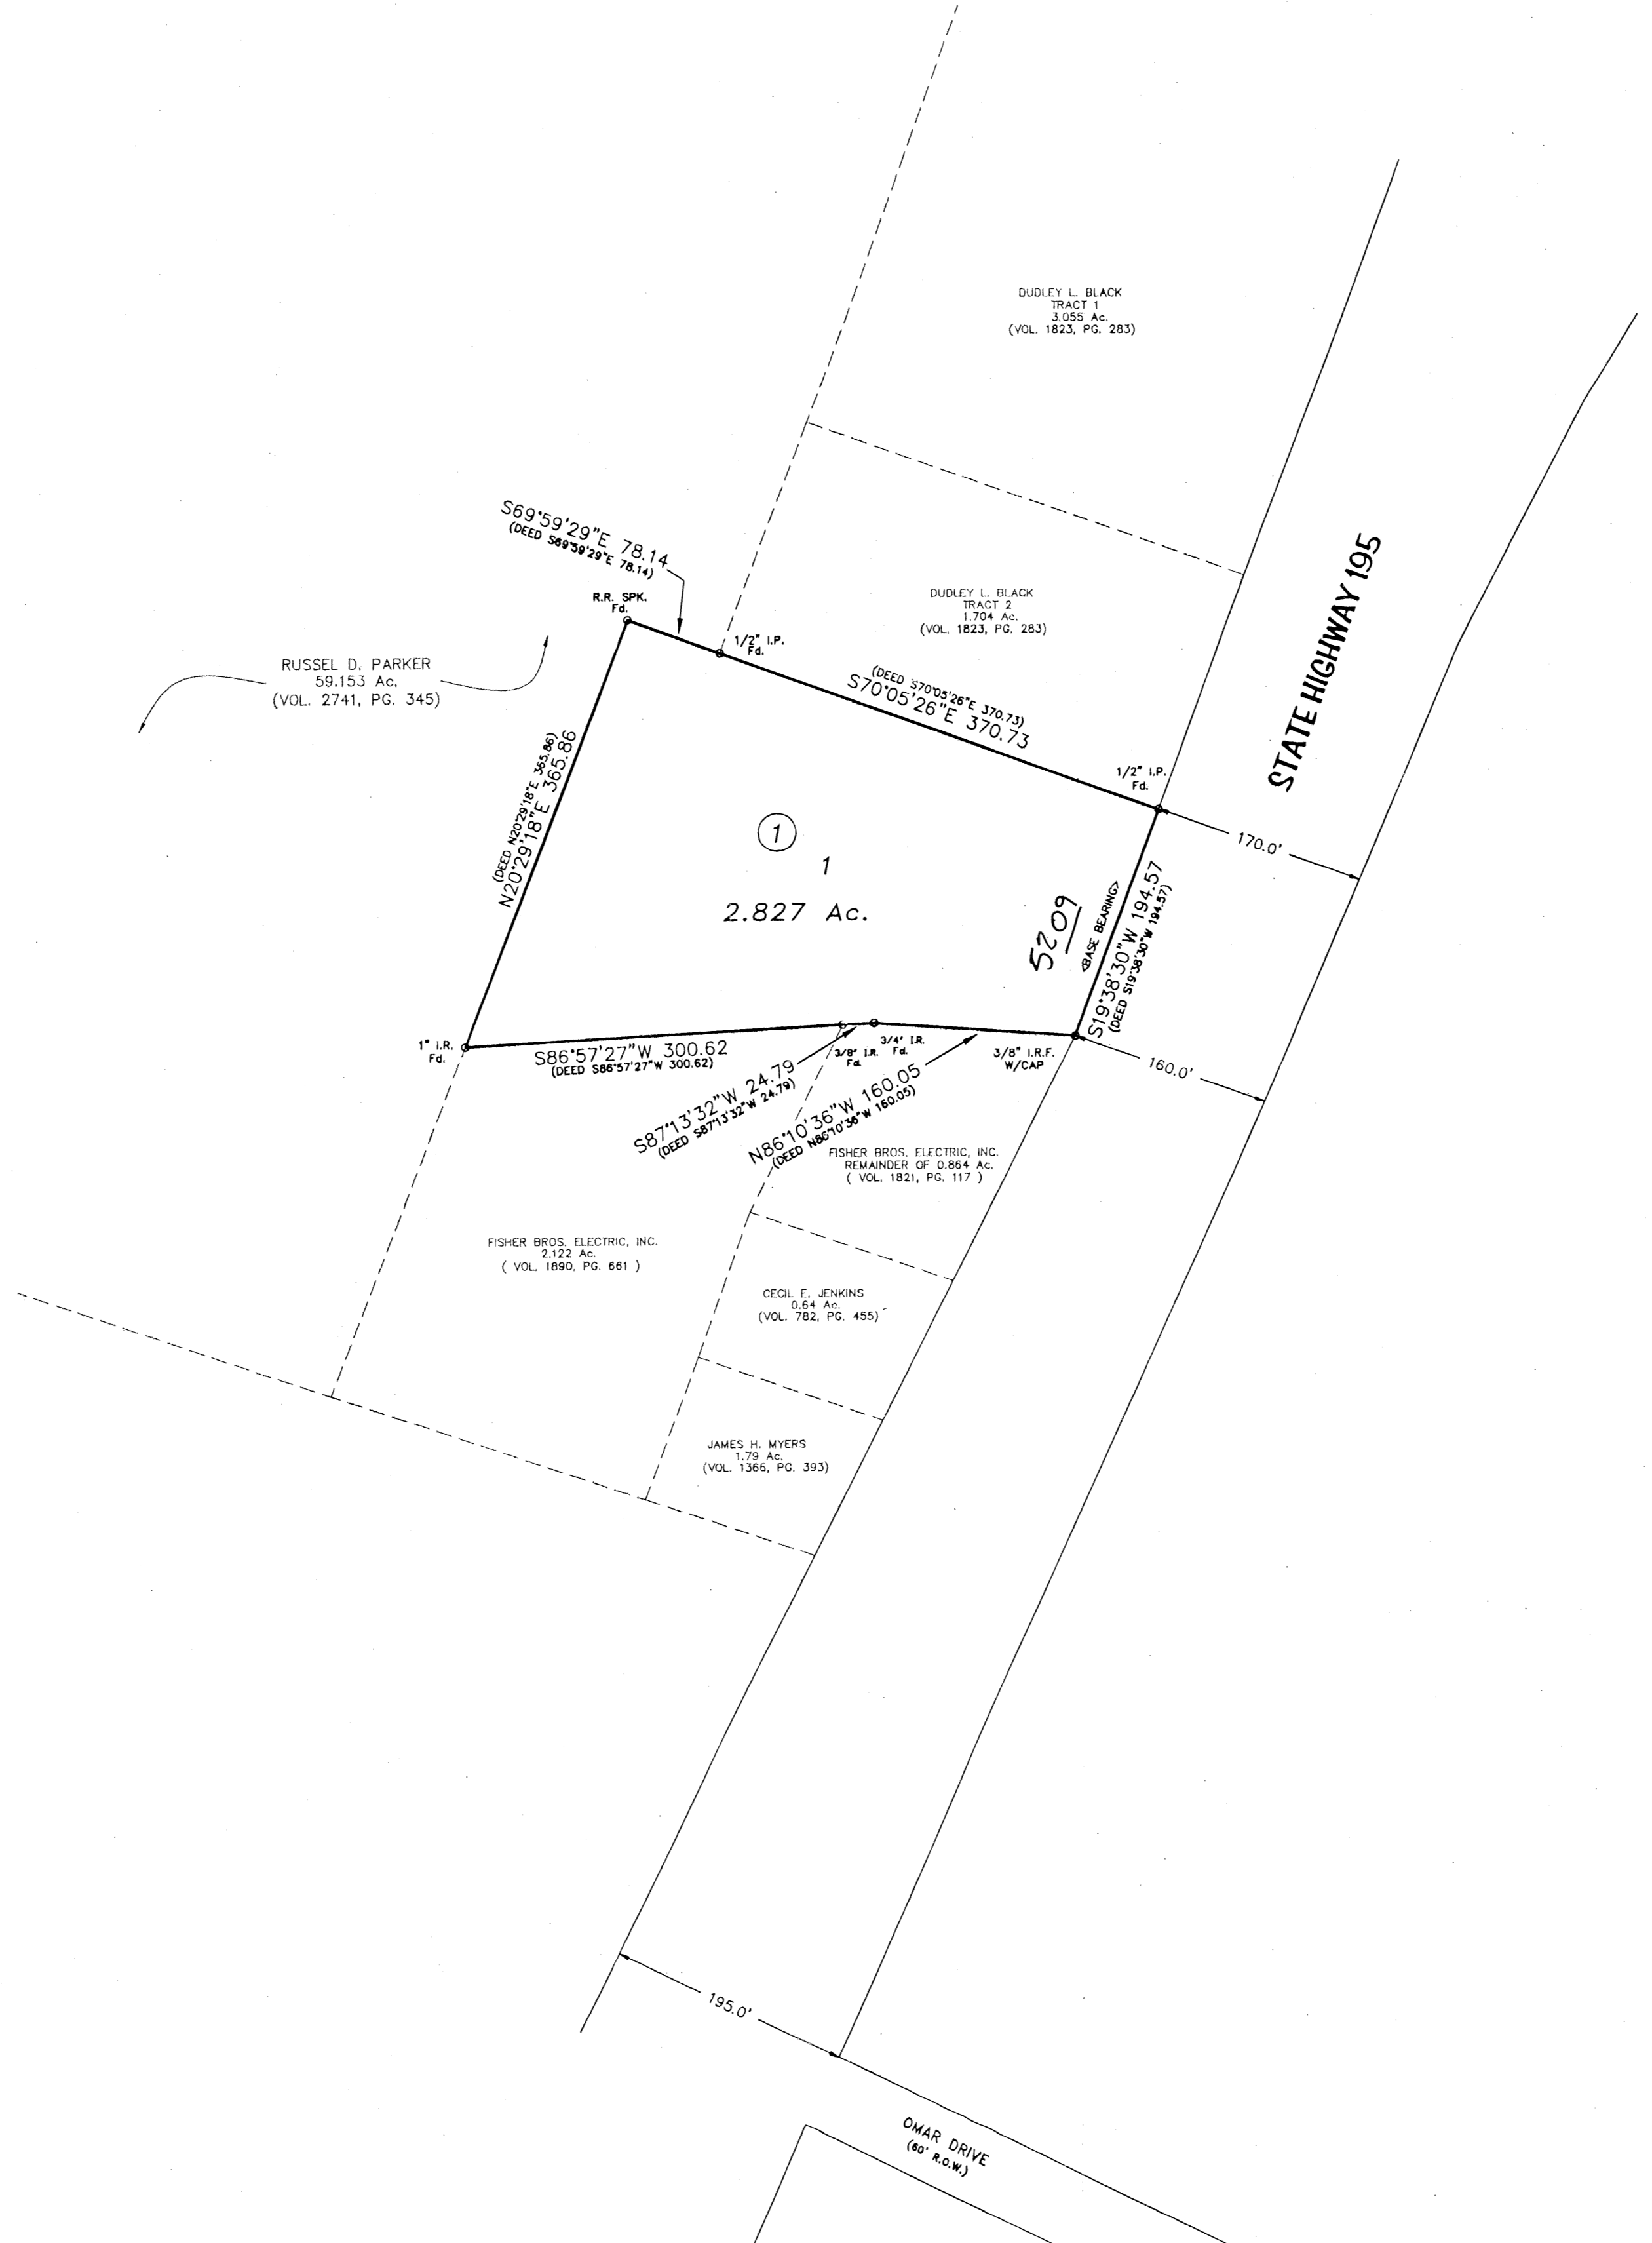 DUDLEY L. BLACK
TRACT 1
3.055 Ac.
(VOL. 1823, PG. 283)
STATE HIGHWAY 195
S69°59'29"E 78.14
(DEED S69°59'29"E 78.14)
R.R. SPK.
Fd.
1/2" I.P.
Fd.
DUDLEY L. BLACK
TRACT 2
1.704 Ac.
(VOL. 1823, PG. 283)
RUSSEL D. PARKER
59.153 Ac.
(VOL. 2741, PG. 345)
(DEED S70°05'26"E 370.73)
S70°05'26"E 370.73
1/2" I.P.
Fd.
(DEED N20°29'18"E 365.86)
N20°29'18"E 365.86
1
1
2.827 Ac.
170.0'
5209
<BASE BEARING>
S19°38'30"W 194.57
(DEED S19°38'30"W 194.57)
1" I.R.
Fd.
S86°57'27"W 300.62
(DEED S86°57'27"W 300.62)
3/8" I.R.
Fd.
3/4" I.R.
Fd.
3/8" I.R.F.
W/CAP
160.0'
S87°13'32"W 24.79
(DEED S87°13'32"W 24.79)
N86°10'36"W 160.05
(DEED N86°10'36"W 160.05)
FISHER BROS. ELECTRIC, INC.
REMAINDER OF 0.864 Ac.
( VOL. 1821, PG. 117 )
FISHER BROS. ELECTRIC, INC.
2.122 Ac.
( VOL. 1890, PG. 661 )
CECIL E. JENKINS
0.64 Ac.
(VOL. 782, PG. 455)
JAMES H. MYERS
1.79 Ac.
(VOL. 1366, PG. 393)
195.0'
OMAR DRIVE
(60' R.O.W.)